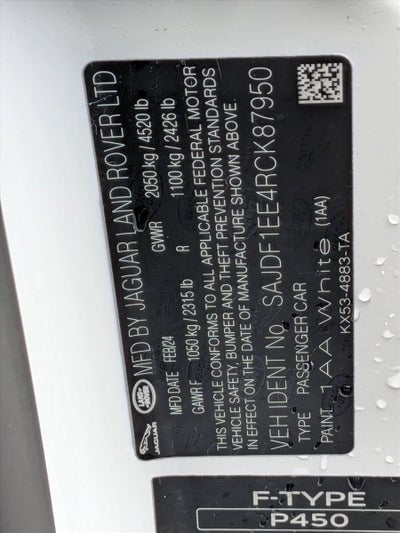 MFD BY JAGUAR LAND ROVER LTD
MFD DATE FEB/24 GVWR 2050 kg / 4520 lb
GAWR F 1050 kg / 2315 lb R 1100 kg / 2426 lb
THIS VEHICLE CONFORMS TO ALL APPLICABLE FEDERAL MOTOR
VEHICLE SAFETY, BUMPER AND THEFT PREVENTION STANDARDS
IN EFFECT ON THE DATE OF MANUFACTURE SHOWN ABOVE.
VEH IDENT No. SAJDF1EE4RCK87950
TYPE PASSENGER CAR
PAINT 1AA White (1AA)
KX53-4883-TA
JAGUAR
LAND ROVER
F-TYPE
P450